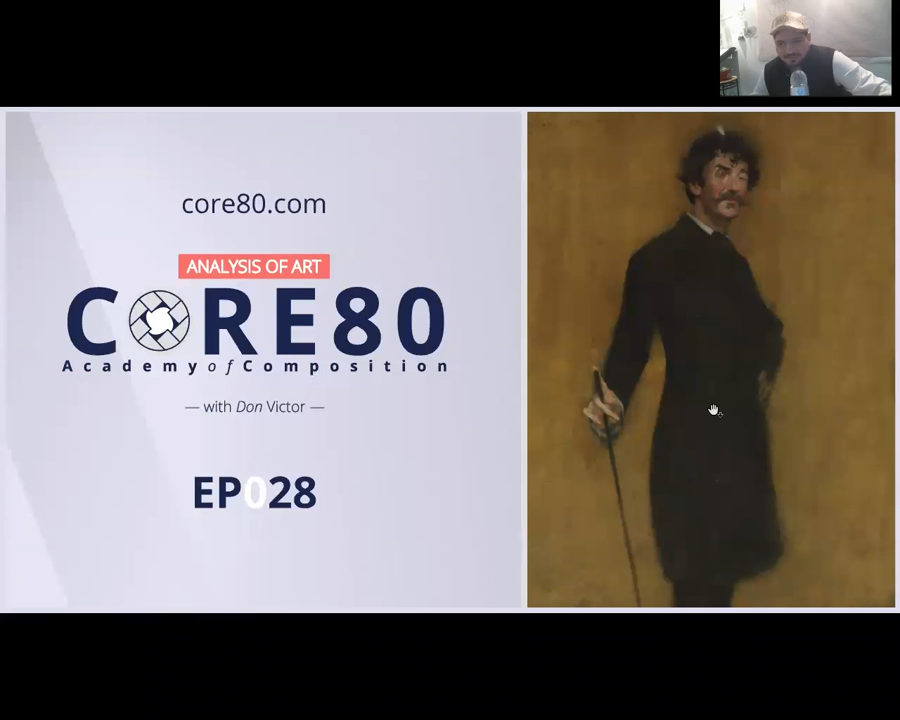 core80.com
ANALYSIS OF ART
CORE80
Academy of Composition
— with Don Victor —
EP028